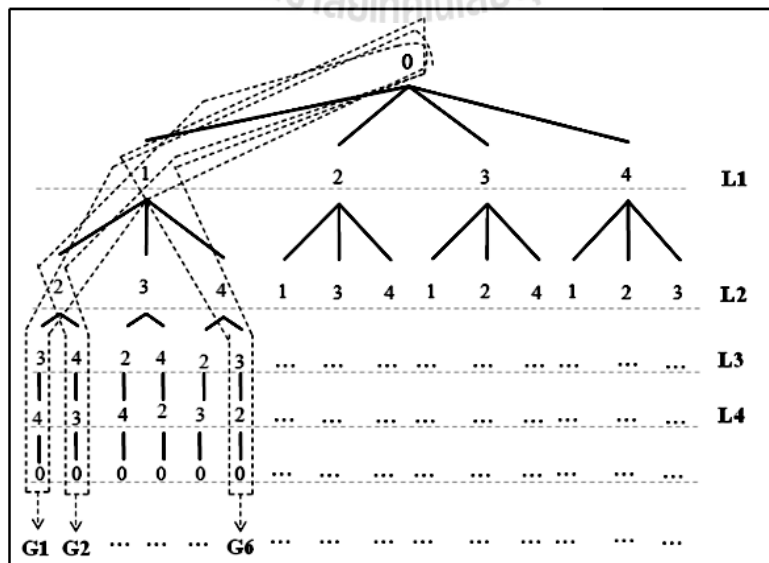 0
1 2 3 4 L1
2 3 4 1 3 4 1 2 4 1 2 3 L2
3 4 2 4 2 3 ... ... ... ... ... ... ... ... ... L3
4 3 4 2 3 2 ... ... ... ... ... ... ... ... ... L4
0 0 0 0 0 0 ... ... ... ... ... ... ... ... ...
G1 G2 ... ... ... G6 ... ... ... ... ... ... ... ... ...